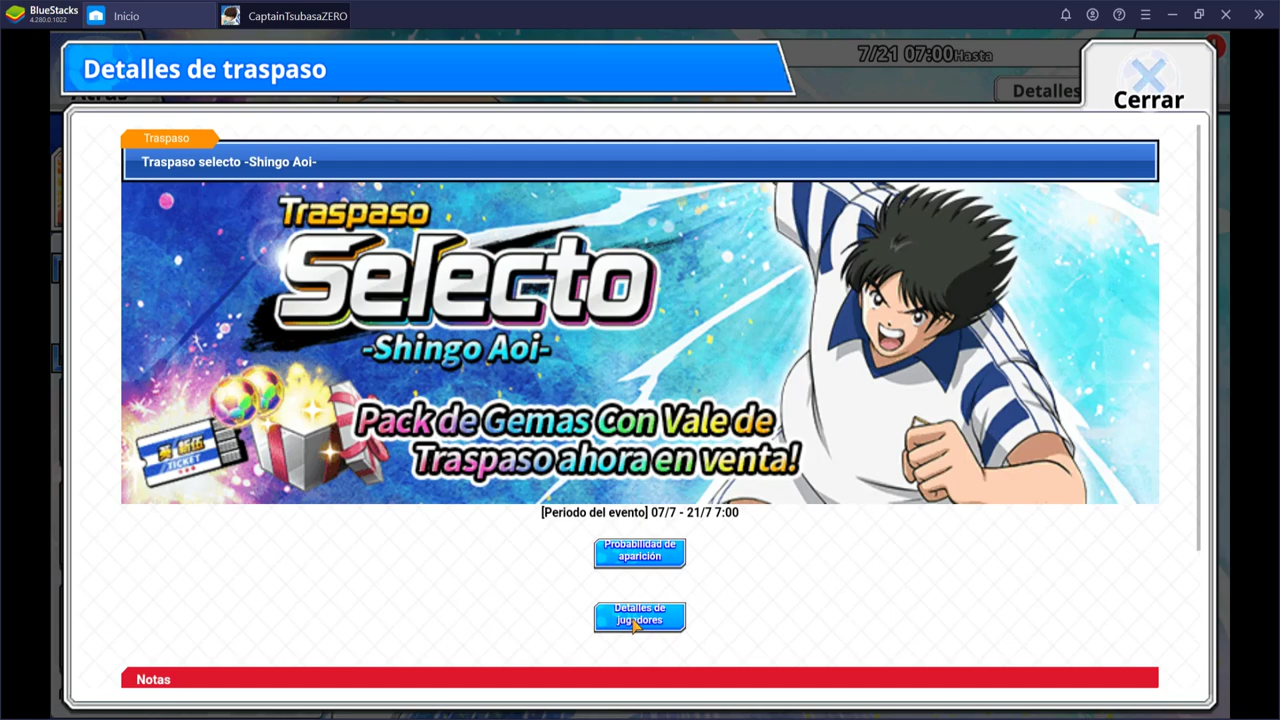 BlueStacks
4.280.0.1022
Inicio
CaptainTsubasaZERO
Detalles de traspaso
7/21 07:00Hasta
Detalles
Cerrar
Atrás
Traspaso
Traspaso selecto -Shingo Aoi-
Traspaso
Selecto
-Shingo Aoi-
Pack de Gemas Con Vale de
Traspaso ahora en venta!
TICKET
[Periodo del evento] 07/7 - 21/7 7:00
Probabilidad de
aparición
Detalles de
jugadores
Notas